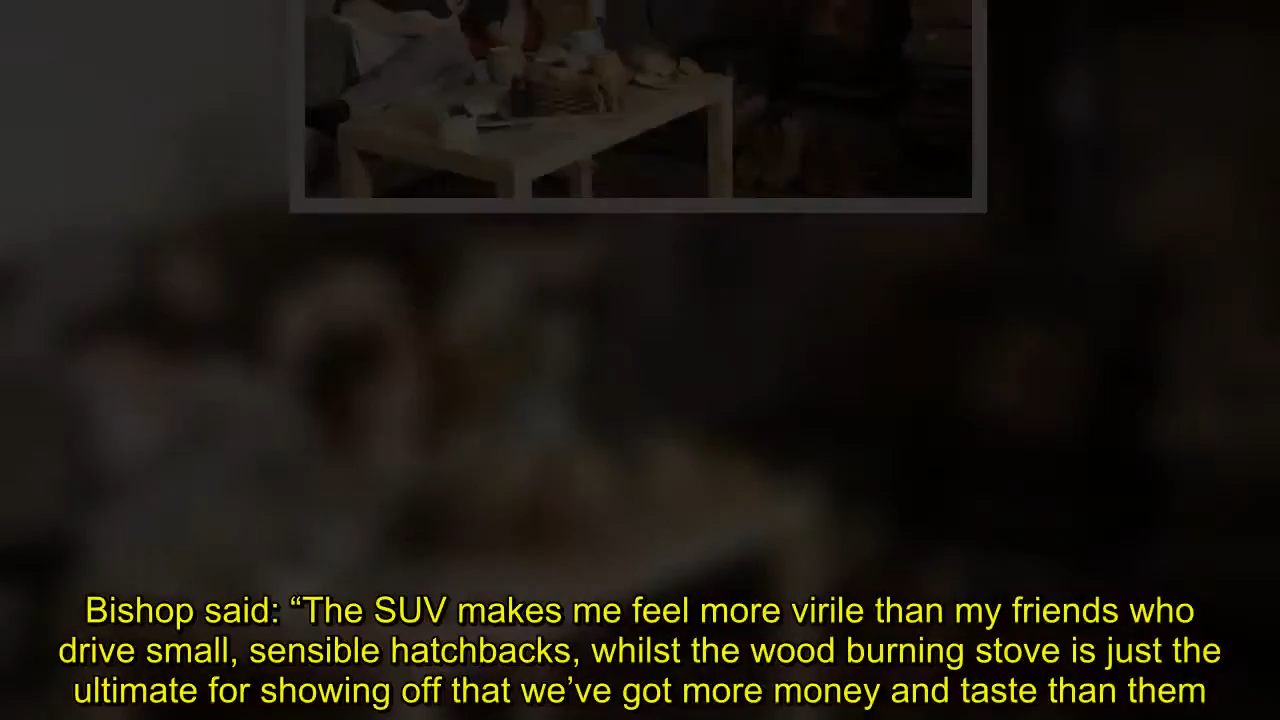 Bishop said: “The SUV makes me feel more virile than my friends who
drive small, sensible hatchbacks, whilst the wood burning stove is just the
ultimate for showing off that we’ve got more money and taste than them